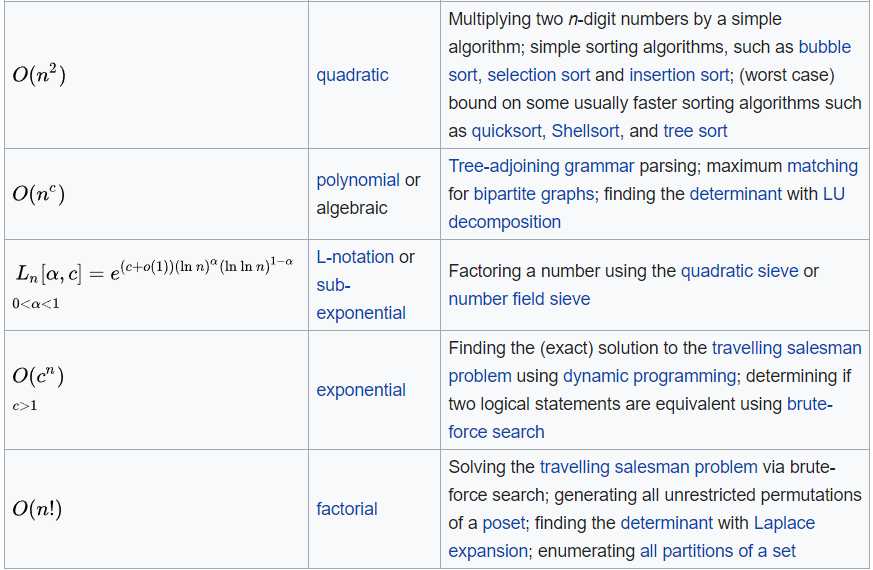 O(n²) quadratic Multiplying two n-digit numbers by a simple
algorithm; simple sorting algorithms, such as bubble
sort, selection sort and insertion sort; (worst case)
bound on some usually faster sorting algorithms such
as quicksort, Shellsort, and tree sort
O(nᶜ) polynomial or
algebraic
Tree-adjoining grammar parsing; maximum matching
for bipartite graphs; finding the determinant with LU
decomposition
Lₙ[α, c] = e^{(c+o(1))(ln n)^α (ln ln n)^{1−α}}
0<α<1
L-notation or
sub-
exponential
Factoring a number using the quadratic sieve or
number field sieve
O(cⁿ)
c>1
exponential
Finding the (exact) solution to the travelling salesman
problem using dynamic programming; determining if
two logical statements are equivalent using brute-
force search
O(n!)
factorial
Solving the travelling salesman problem via brute-
force search; generating all unrestricted permutations
of a poset; finding the determinant with Laplace
expansion; enumerating all partitions of a set